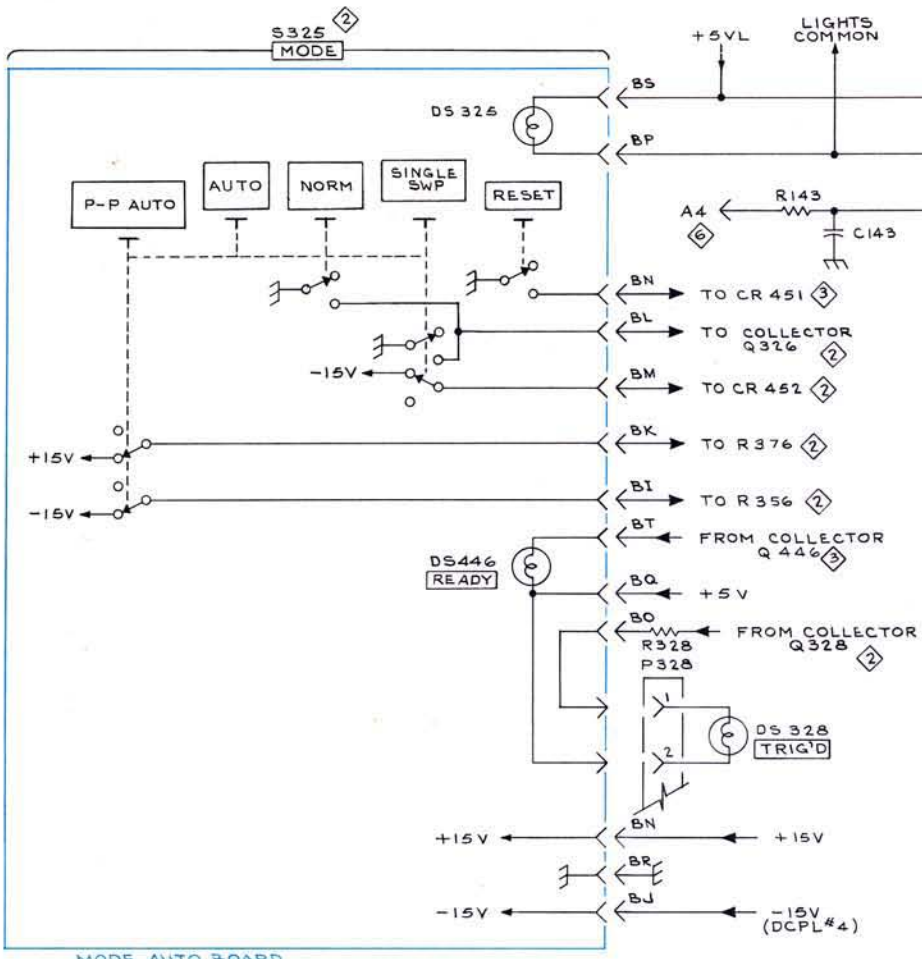 S325 2
MODE
+5VL
LIGHTS
COMMON
BS
DS 325
BP
P-P AUTO
AUTO
NORM
SINGLE
SWP
RESET
R143
A4
6
C143
BN
TO CR 451 3
BL
TO COLLECTOR
Q326 2
-15V
BM
TO CR 452 2
BK
TO R376 2
+15V
BI
TO R356 2
-15V
BT
FROM COLLECTOR
Q 446 3
DS446
READY
BQ
+5V
BO
FROM COLLECTOR
Q328
2
R328
P328
1
DS 328
TRIG'D
2
+15V
BN
+15V
BR
-15V
BJ
-15V
(DCPL #4)
MODE AUTO BOARD